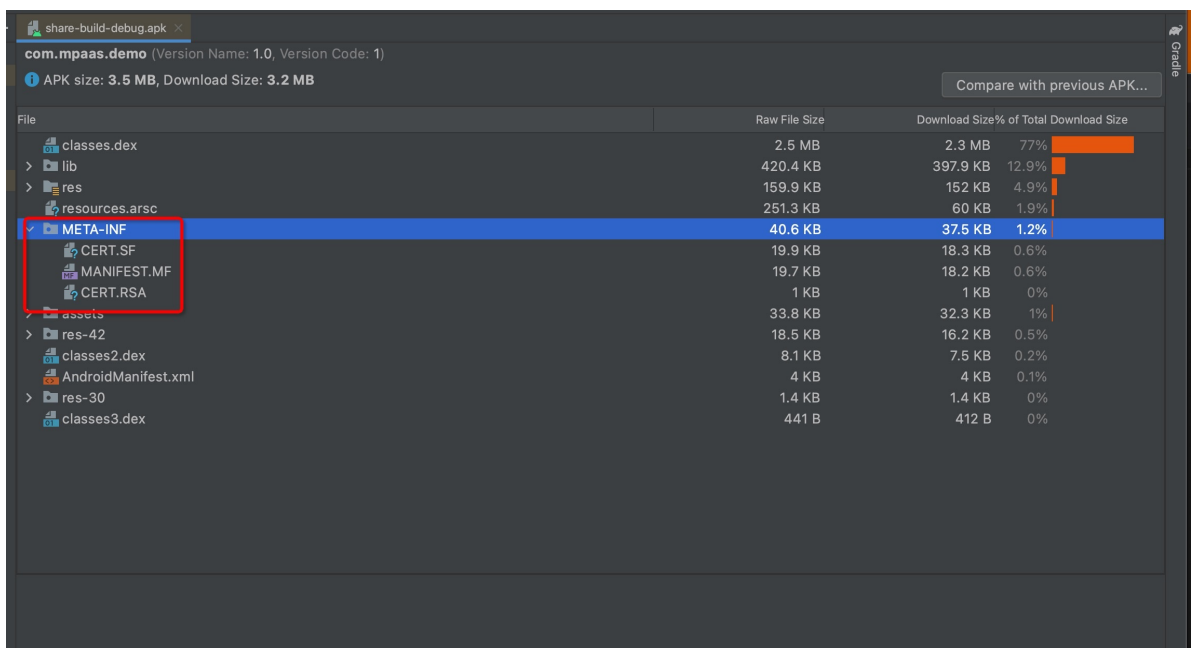 share-build-debug.apk
com.mpaas.demo (Version Name: 1.0, Version Code: 1)
APK size: 3.5 MB, Download Size: 3.2 MB
Compare with previous APK...
Gradle
File Raw File Size Download Size % of Total Download Size
classes.dex 2.5 MB 2.3 MB 77%
lib 420.4 KB 397.9 KB 12.9%
res 159.9 KB 152 KB 4.9%
resources.arsc 251.3 KB 60 KB 1.9%
META-INF 40.6 KB 37.5 KB 1.2%
CERT.SF 19.9 KB 18.3 KB 0.6%
MANIFEST.MF 19.7 KB 18.2 KB 0.6%
CERT.RSA 1 KB 1 KB 0%
assets 33.8 KB 32.3 KB 1%
res-42 18.5 KB 16.2 KB 0.5%
classes2.dex 8.1 KB 7.5 KB 0.2%
AndroidManifest.xml 4 KB 4 KB 0.1%
res-30 1.4 KB 1.4 KB 0%
classes3.dex 441 B 412 B 0%